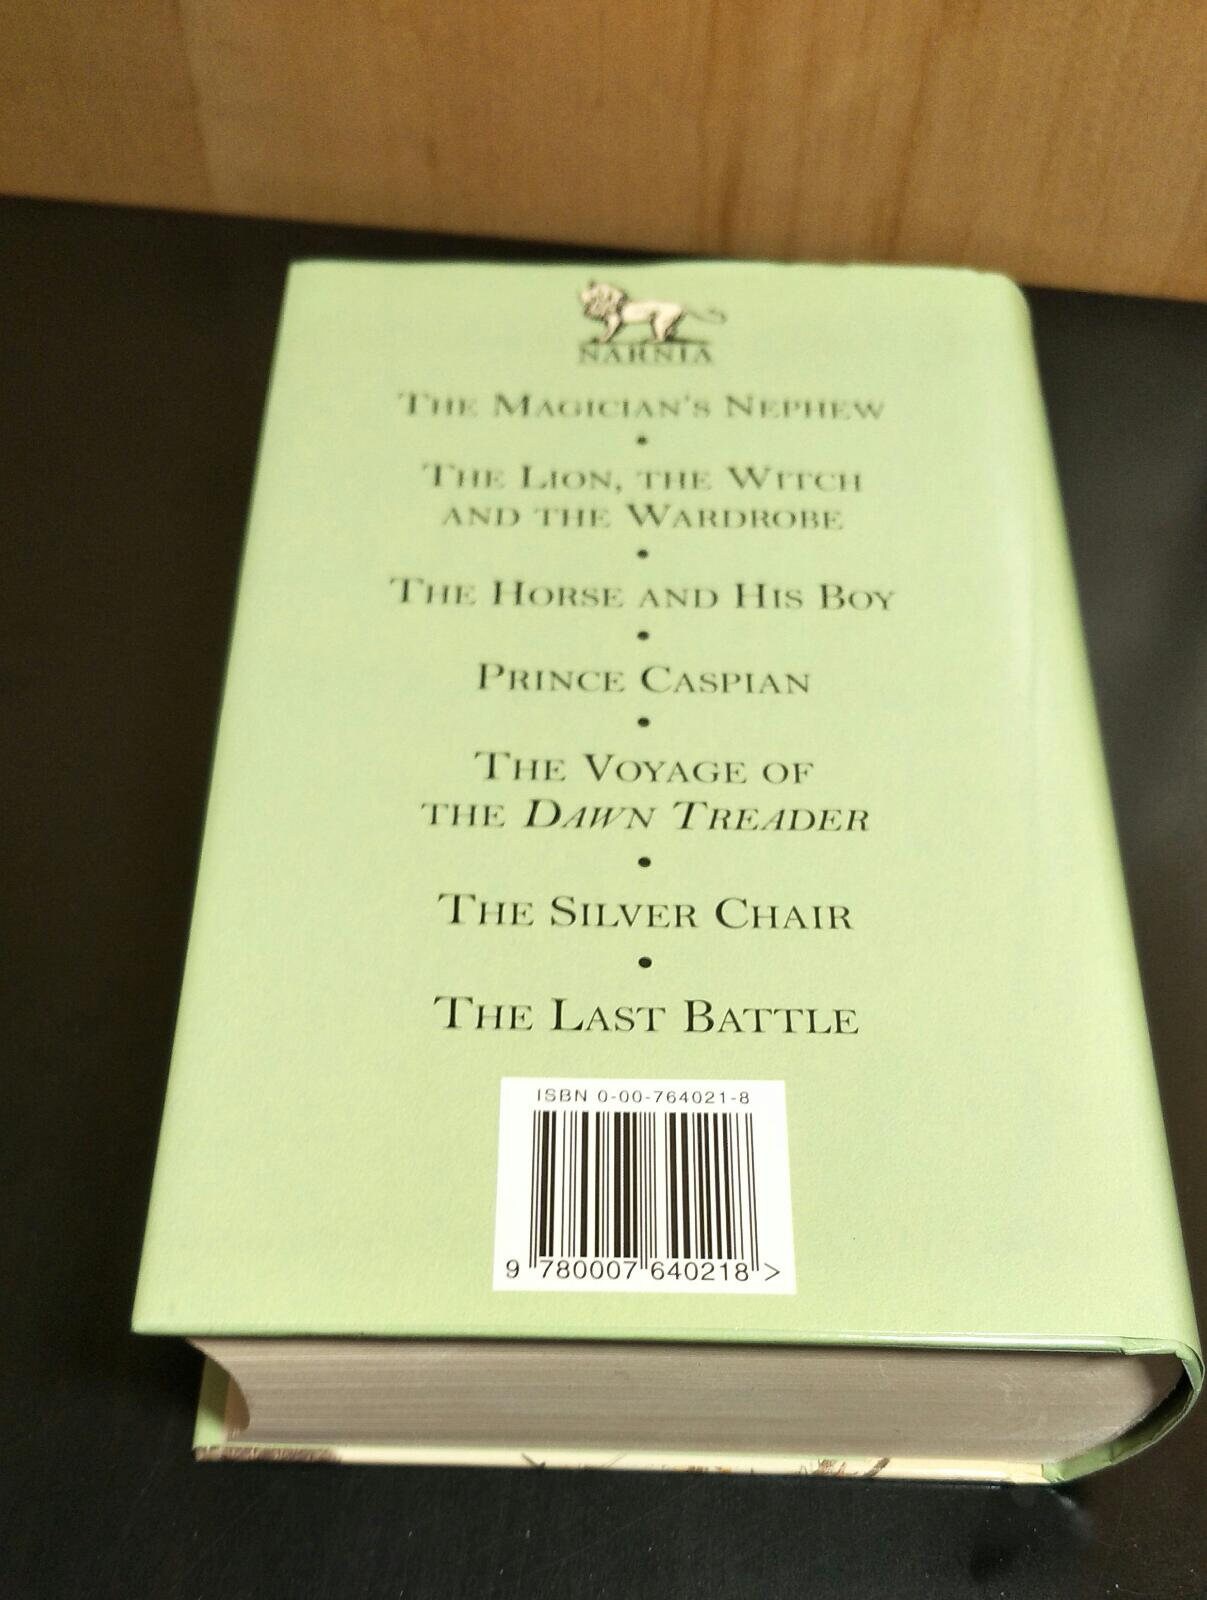 NARNIA
THE MAGICIAN'S NEPHEW
•
THE LION, THE WITCH
AND THE WARDROBE
•
THE HORSE AND HIS BOY
•
PRINCE CASPIAN
•
THE VOYAGE OF
THE DAWN TREADER
•
THE SILVER CHAIR
•
THE LAST BATTLE
ISBN 0-00-764021-8
9 780007 640218 >